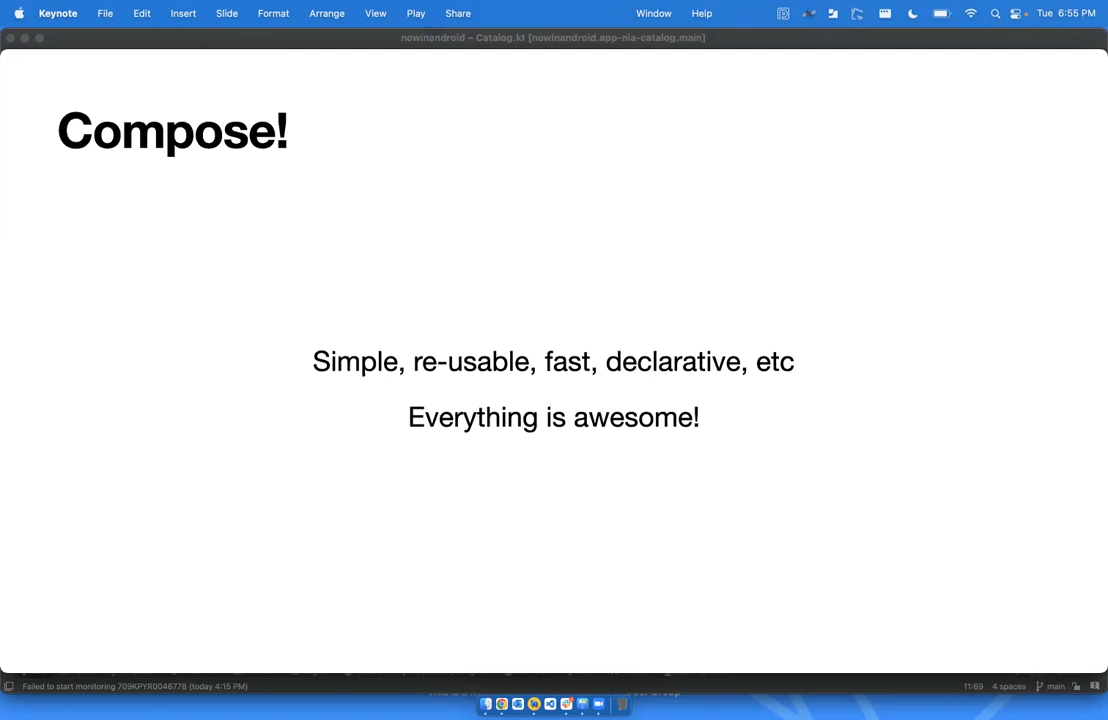 Keynote File Edit Insert Slide Format Arrange View Play Share Window Help Tue 6:55 PM
nowinandroid – Catalog.kt [nowinandroid.app-nia-catalog.main]
Compose!
Simple, re-usable, fast, declarative, etc
Everything is awesome!
Failed to start monitoring 709KPYR0046778 (today 4:15 PM) 11:69 4 spaces main